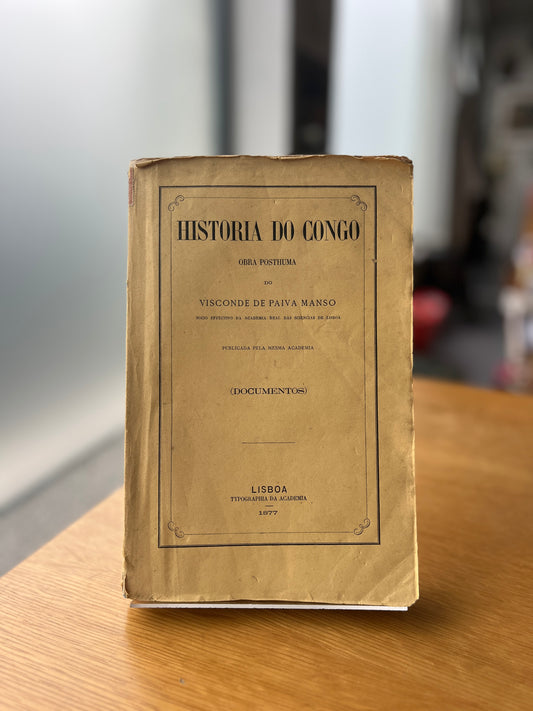 HISTORIA DO CONGO
OBRA POSTHUMA
DO
VISCONDE DE PAIVA MANSO
SOCIO EFFECTIVO DA ACADEMIA REAL DAS SCIENCIAS DE LISBOA
PUBLICADA PELA MESMA ACADEMIA
(DOCUMENTOS)
LISBOA
TYPOGRAPHIA DA ACADEMIA
1877